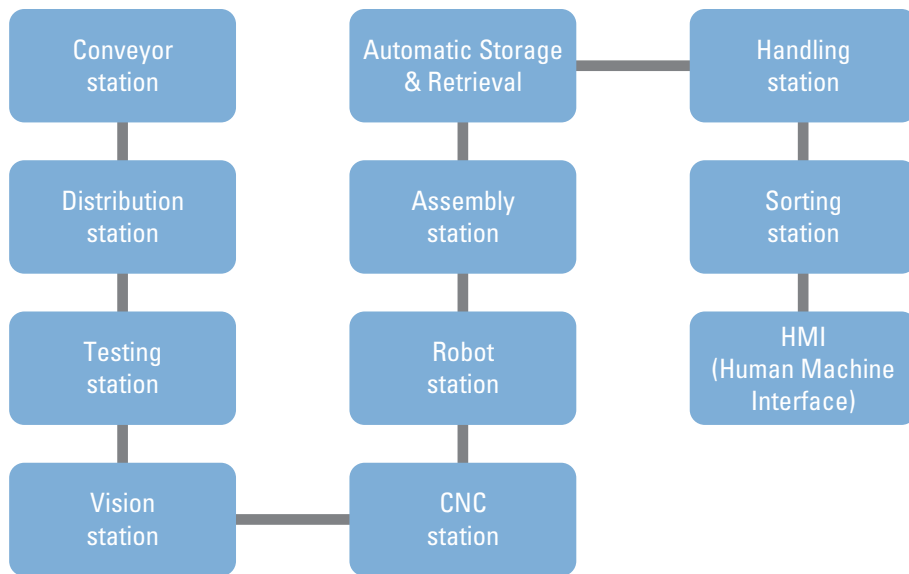 Conveyor
station
Distribution
station
Testing
station
Vision
station
CNC
station
Robot
station
Assembly
station
Automatic Storage
& Retrieval
Handling
station
Sorting
station
HMI
(Human Machine
Interface)